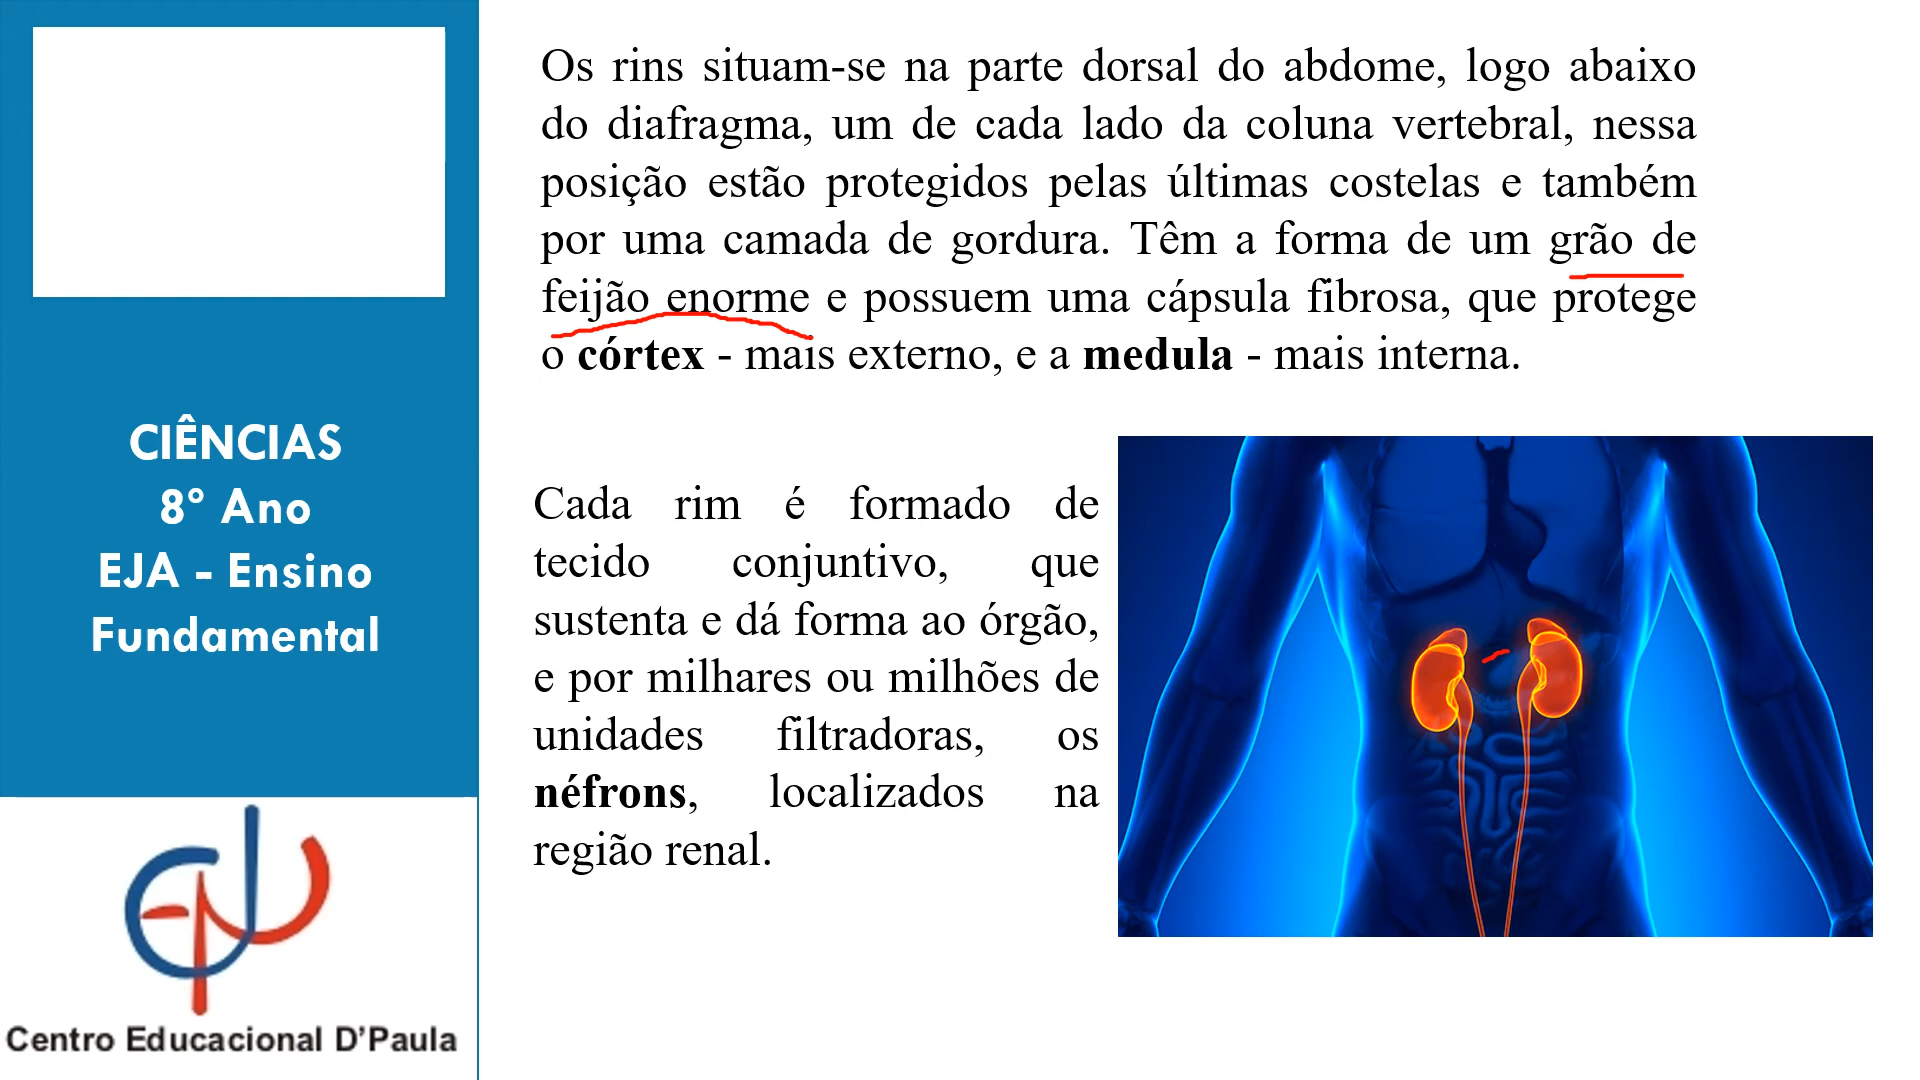 Os rins situam-se na parte dorsal do abdome, logo abaixo
do diafragma, um de cada lado da coluna vertebral, nessa
posição estão protegidos pelas últimas costelas e também
por uma camada de gordura. Têm a forma de um grão de
feijão enorme e possuem uma cápsula fibrosa, que protege
o córtex - mais externo, e a medula - mais interna.
CIÊNCIAS
8° Ano
EJA - Ensino
Fundamental
Cada rim é formado de
tecido conjuntivo, que
sustenta e dá forma ao órgão,
e por milhares ou milhões de
unidades filtradoras, os
néfrons, localizados na
região renal.
Centro Educacional D'Paula